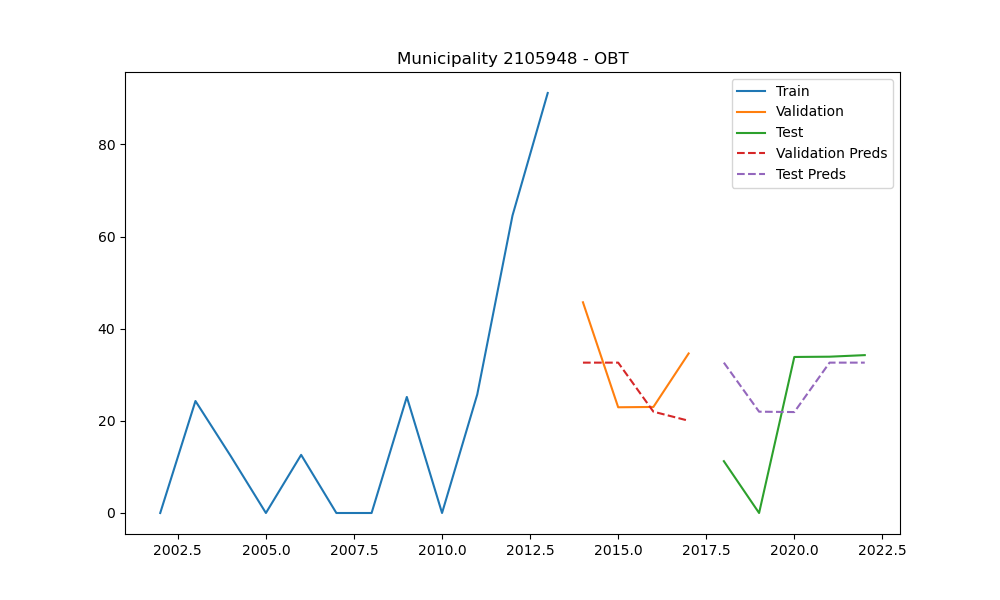 Municipality 2105948 - OBT
Train
Validation
Test
Validation Preds
Test Preds
80
60
40
20
0
2002.5 2005.0 2007.5 2010.0 2012.5 2015.0 2017.5 2020.0 2022.5